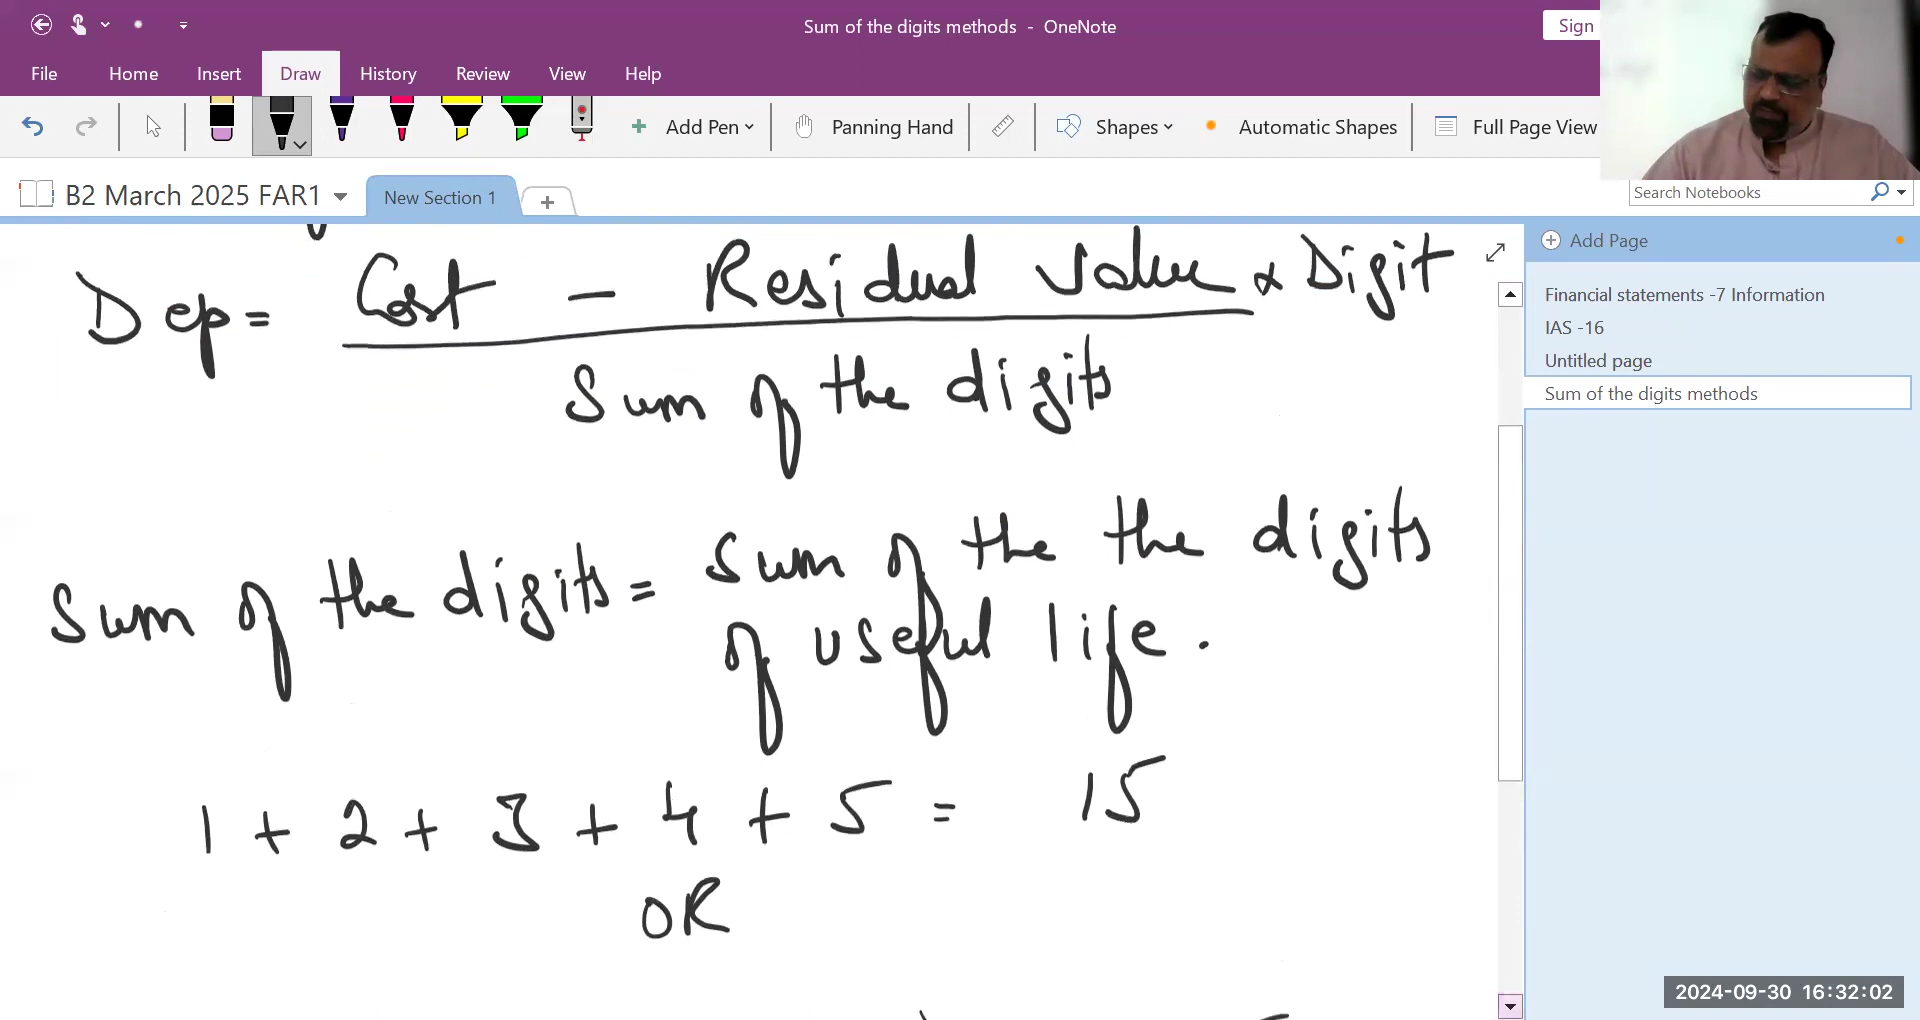 Sum of the digits methods - OneNote
Sign
File Home Insert Draw History Review View Help
Add Pen Panning Hand Shapes Automatic Shapes Full Page View
B2 March 2025 FAR1 New Section 1
Search Notebooks
Add Page
Financial statements -7 Information
IAS -16
Untitled page
Sum of the digits methods
Dep = Cost - Residual value x Digit
Sum of the digits
Sum of the digits = Sum of the the digits
of useful life.
1 + 2 + 3 + 4 + 5 = 15
OR
2024-09-30 16:32:02